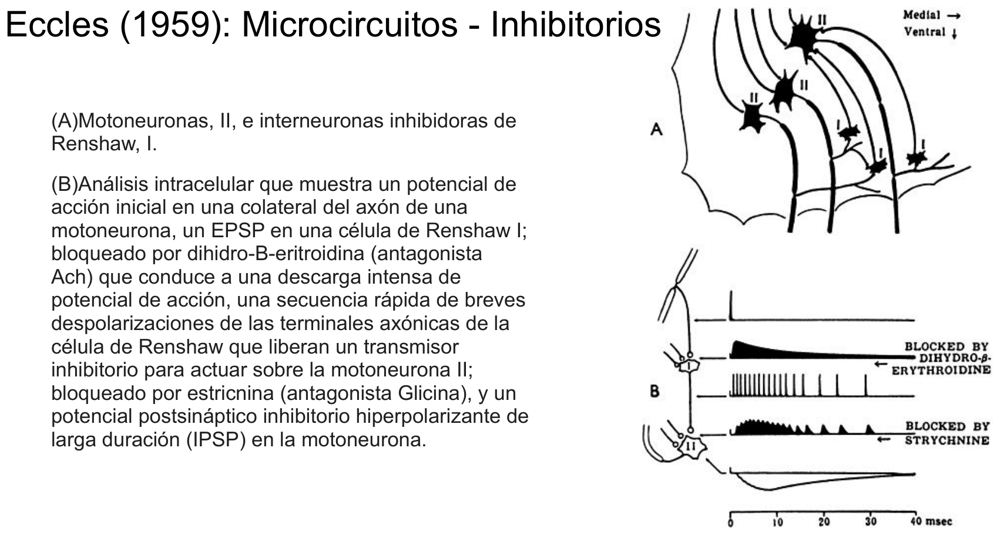 Eccles (1959): Microcircuitos - Inhibitorios
(A)Motoneuronas, II, e interneuronas inhibidoras de
Renshaw, I.
(B)Análisis intracelular que muestra un potencial de
acción inicial en una colateral del axón de una
motoneurona, un EPSP en una célula de Renshaw I;
bloqueado por dihidro-B-eritroidina (antagonista
Ach) que conduce a una descarga intensa de
potencial de acción, una secuencia rápida de breves
despolarizaciones de las terminales axónicas de la
célula de Renshaw que liberan un transmisor
inhibitorio para actuar sobre la motoneurona II;
bloqueado por estricnina (antagonista Glicina), y un
potencial postsináptico inhibitorio hiperpolarizante de
larga duración (IPSP) en la motoneurona.
Medial →
Ventral ↓
II
II
II
A
I
I
I
BLOCKED BY
DIHYDRO-β-
← ERYTHROIDINE
I
B
BLOCKED BY
← STRYCHNINE
II
0 10 20 30 40 msec